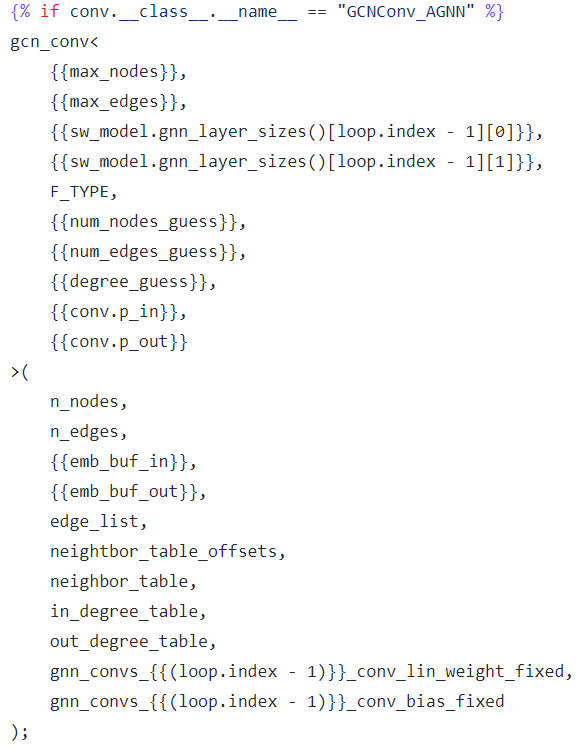 {% if conv.__class__.__name__ == "GCNConv_AGNN" %}
gcn_conv<
    {{max_nodes}},
    {{max_edges}},
    {{sw_model.gnn_layer_sizes()[loop.index - 1][0]}},
    {{sw_model.gnn_layer_sizes()[loop.index - 1][1]}},
    F_TYPE,
    {{num_nodes_guess}},
    {{num_edges_guess}},
    {{degree_guess}},
    {{conv.p_in}},
    {{conv.p_out}}
>(
    n_nodes,
    n_edges,
    {{emb_buf_in}},
    {{emb_buf_out}},
    edge_list,
    neightbor_table_offsets,
    neighbor_table,
    in_degree_table,
    out_degree_table,
    gnn_convs_{{(loop.index - 1)}}_conv_lin_weight_fixed,
    gnn_convs_{{(loop.index - 1)}}_conv_bias_fixed
);